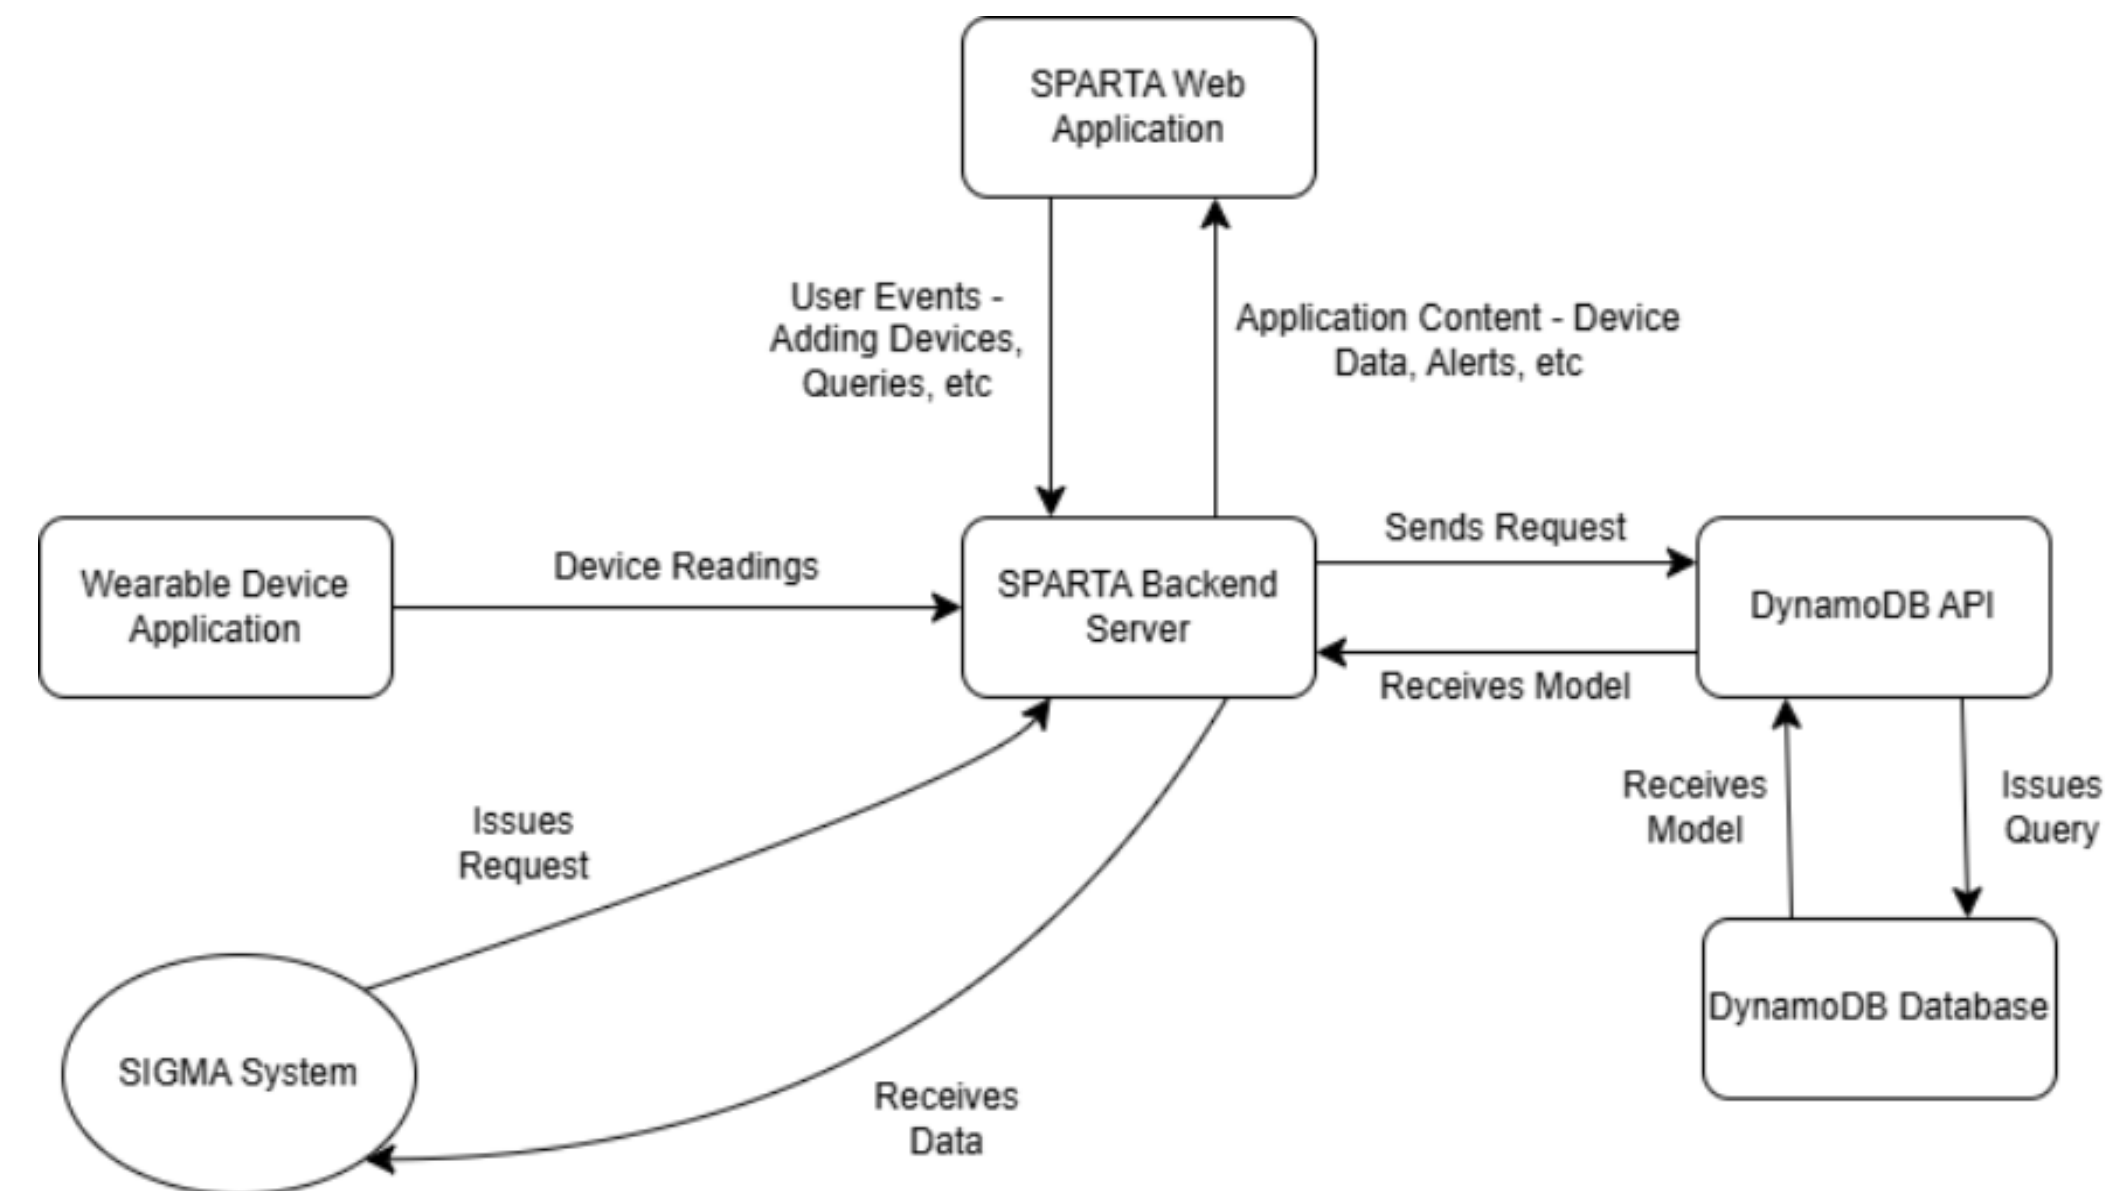 SPARTA Web
Application
User Events -
Adding Devices,
Queries, etc
Application Content - Device
Data, Alerts, etc
Wearable Device
Application
Device Readings
SPARTA Backend
Server
Sends Request
Receives Model
DynamoDB API
Receives
Model
Issues
Query
DynamoDB Database
Issues
Request
SIGMA System
Receives
Data